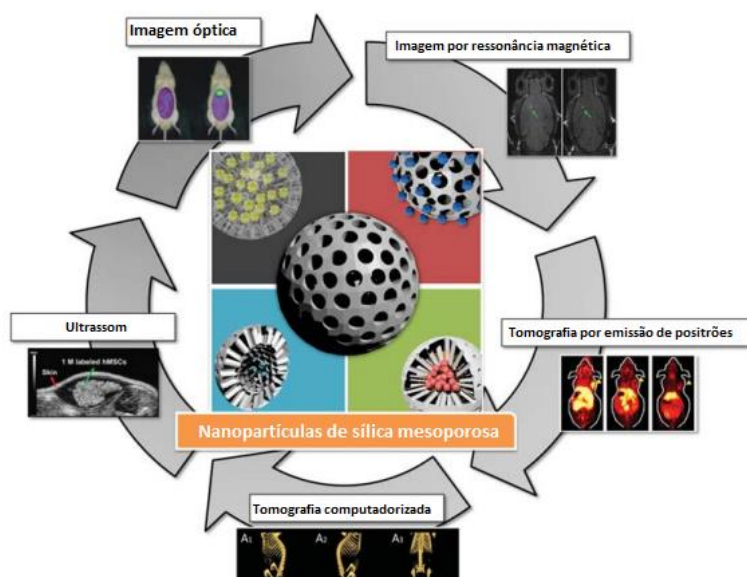 Imagem óptica
Imagem por ressonância magnética
Tomografia por emissão de positrões
Tomografia computadorizada
A1 A2 A3
Ultrassom
Skin
1 M labeled hMSCs
Nanopartículas de sílica mesoporosa